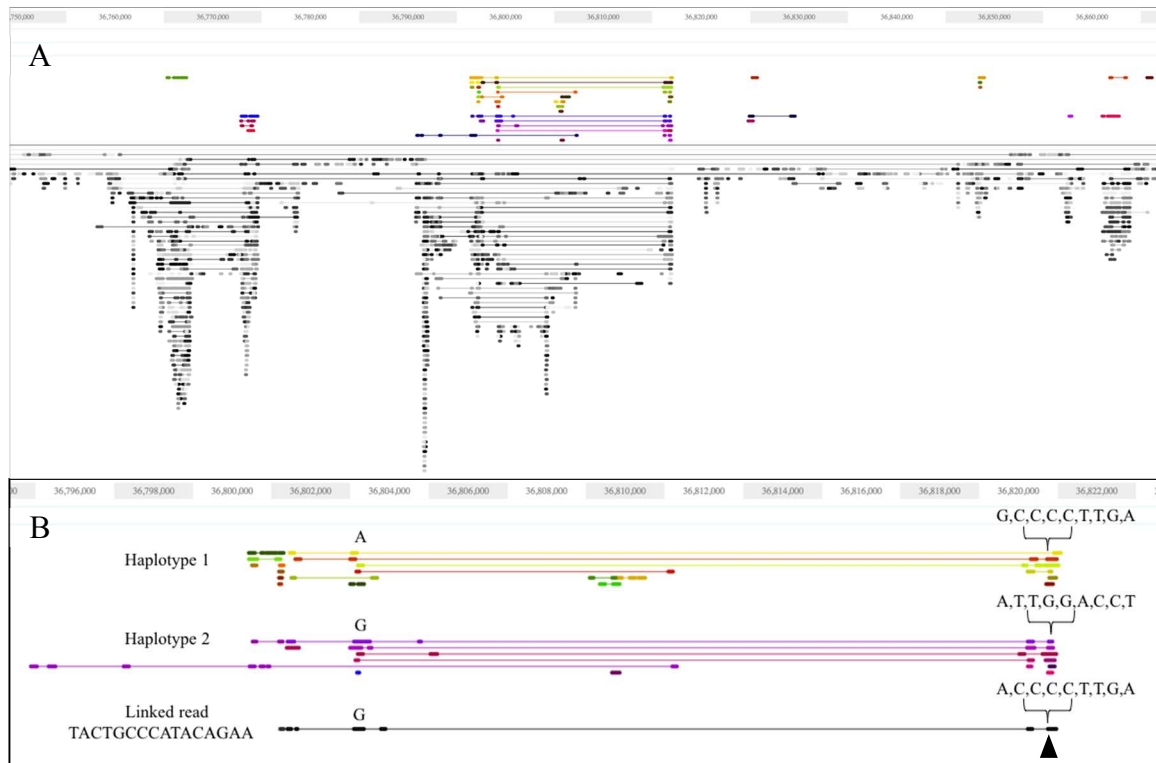 750,000 36,760,000 36,770,000 36,780,000 36,790,000 36,800,000 36,810,000 36,820,000 36,830,000 36,840,000 36,850,000 36,860,000
A
00 36,796,000 36,798,000 36,800,000 36,802,000 36,804,000 36,806,000 36,808,000 36,810,000 36,812,000 36,814,000 36,816,000 36,818,000 36,820,000 36,822,000
B
G,C,C,C,C,T,T,G,A
A
Haplotype 1
A,T,T,G,G,A,C,C,T
G
Haplotype 2
A,C,C,C,C,T,T,G,A
Linked read
G
TACTGCCCATACAGAA